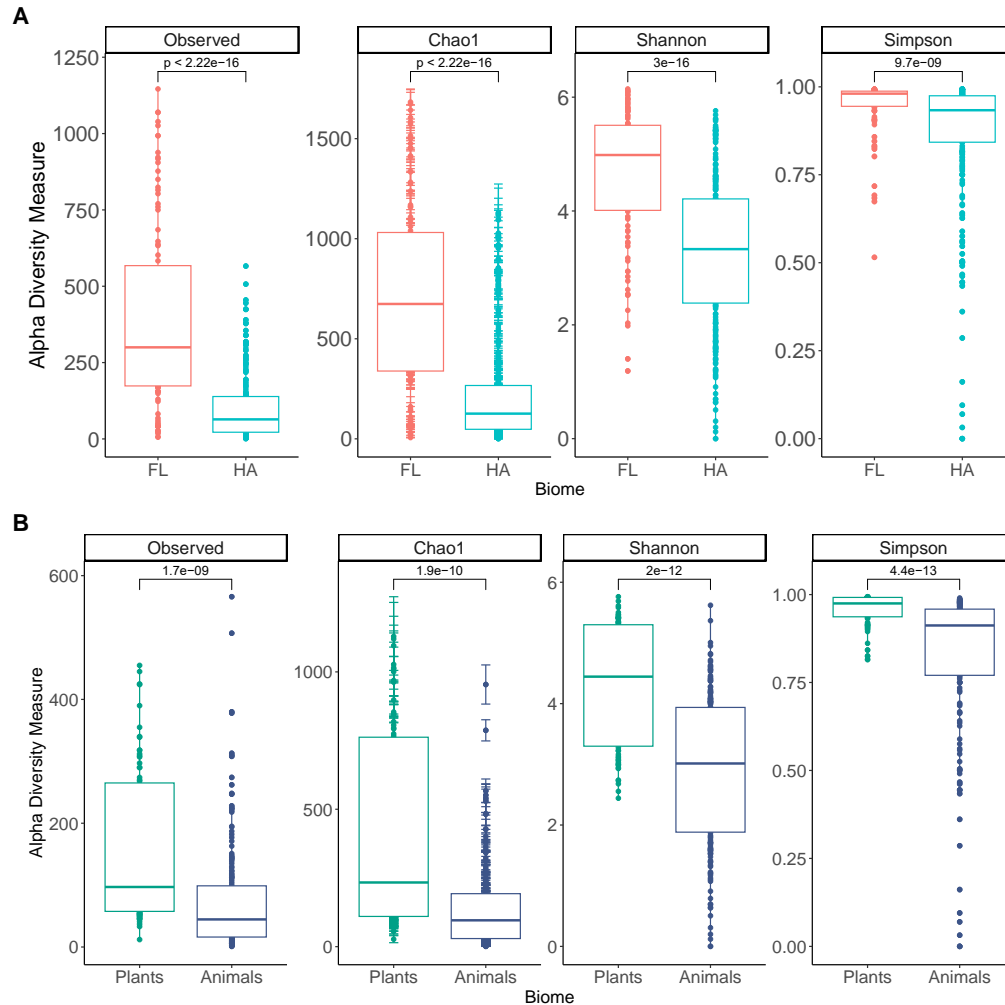 A
Observed Chao1 Shannon Simpson
p < 2.22e−16 p < 2.22e−16 3e−16 9.7e−09
Alpha Diversity Measure
1250
1000
750
500
250
0
1500
1000
500
0
6
4
2
0
1.00
0.75
0.50
0.25
0.00
FL HA FL HA FL HA FL HA
Biome
B
Observed Chao1 Shannon Simpson
1.7e−09 1.9e−10 2e−12 4.4e−13
Alpha Diversity Measure
600
400
200
0
1000
500
0
6
4
2
0
1.00
0.75
0.50
0.25
0.00
Plants Animals Plants Animals Plants Animals Plants Animals
Biome